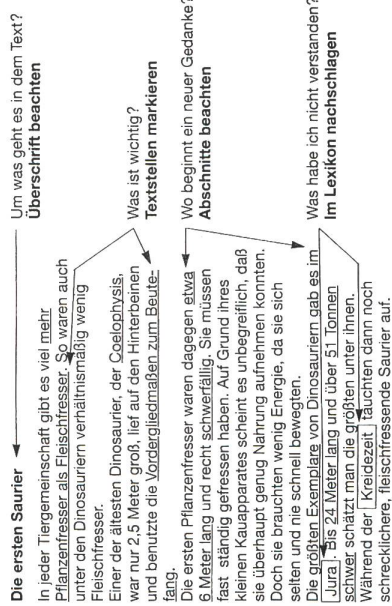 Die ersten Saurier
In jeder Tiergemeinschaft gibt es viel mehr
Pflanzenfresser als Fleischfresser. So waren auch
unter den Dinosauriern verhältnismäßig wenig
Fleischfresser.
Einer der ältesten Dinosaurier, der Coelophysis,
war nur 2,5 Meter groß, lief auf den Hinterbeinen
und benutzte die Vordergliedmaßen zum Beute-
fang.
Die ersten Pflanzenfresser waren dagegen etwa
6 Meter lang und recht schwerfällig. Sie müssen
fast ständig gefressen haben. Auf Grund ihres
kleinen Kauapparates scheint es unbegreiflich, daß
sie überhaupt genug Nahrung aufnehmen konnten.
Doch sie brauchten wenig Energie, da sie sich
selten und nie schnell bewegten.
Die größten Exemplare von Dinosauriern gab es im
Jura. Bis 24 Meter lang und über 51 Tonnen
schwer schätzt man die größten unter ihnen.
Während der Kreidezeit tauchten dann noch
schrecklichere, fleischfressende Saurier auf.
Um was geht es in dem Text?
Überschrift beachten
Was ist wichtig?
Textstellen markieren
Wo beginnt ein neuer Gedanke?
Abschnitte beachten
Was habe ich nicht verstanden?
Im Lexikon nachschlagen